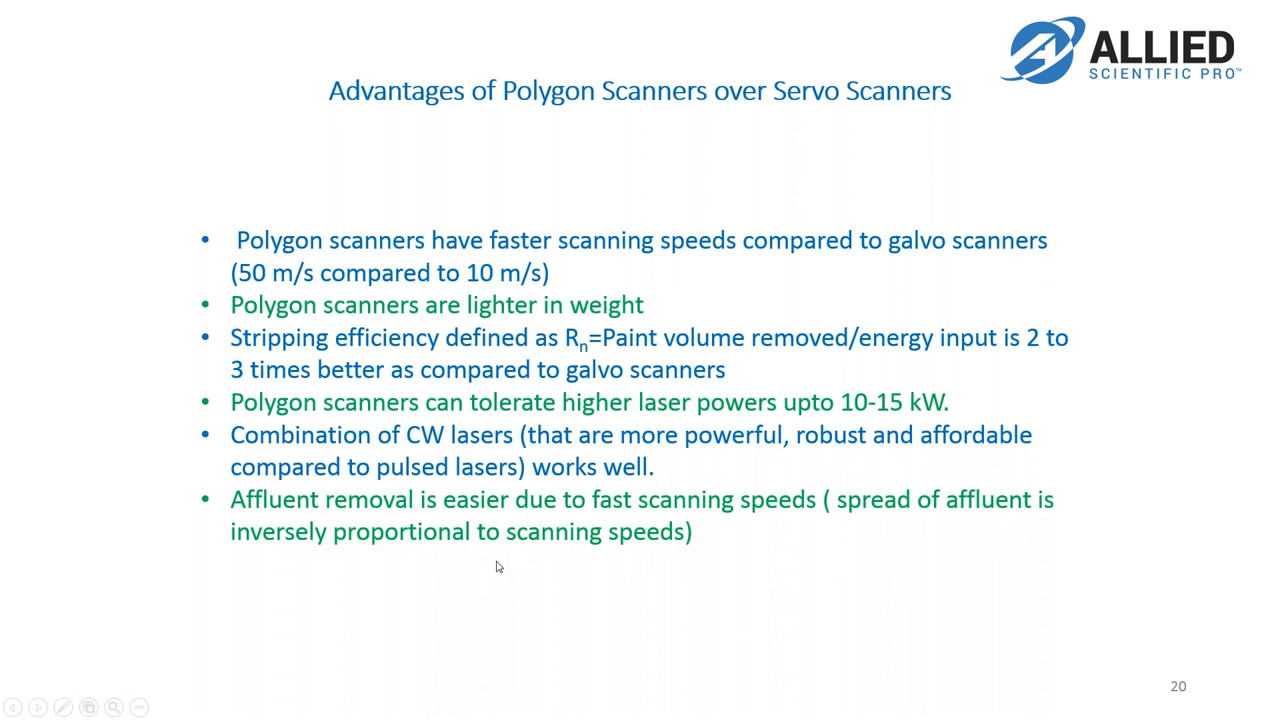 ALLIED
SCIENTIFIC PRO™
Advantages of Polygon Scanners over Servo Scanners
• Polygon scanners have faster scanning speeds compared to galvo scanners
(50 m/s compared to 10 m/s)
• Polygon scanners are lighter in weight
• Stripping efficiency defined as Rn=Paint volume removed/energy input is 2 to
3 times better as compared to galvo scanners
• Polygon scanners can tolerate higher laser powers upto 10-15 kW.
• Combination of CW lasers (that are more powerful, robust and affordable
compared to pulsed lasers) works well.
• Affluent removal is easier due to fast scanning speeds ( spread of affluent is
inversely proportional to scanning speeds)
20